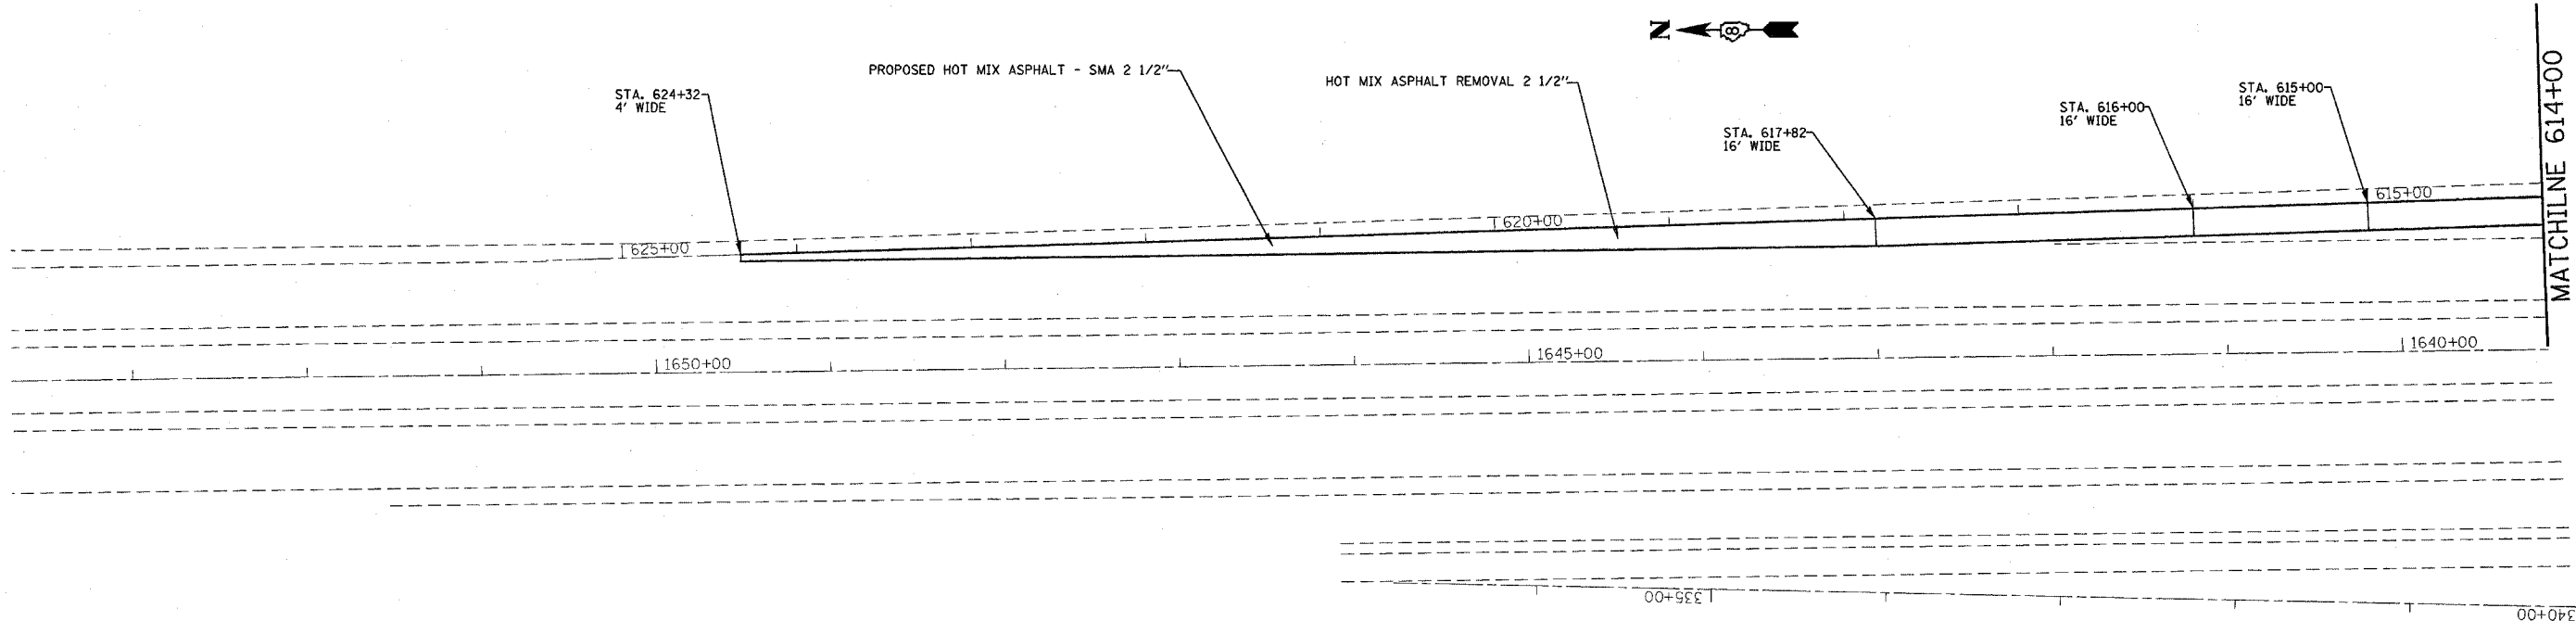 N
8
PROPOSED HOT MIX ASPHALT - SMA 2 1/2"
HOT MIX ASPHALT REMOVAL 2 1/2"
STA. 624+32
4' WIDE
STA. 617+82
16' WIDE
STA. 616+00
16' WIDE
STA. 615+00
16' WIDE
MATCHILNE 614+00
625+00
620+00
615+00
1650+00
1645+00
1640+00
335+00
340+00